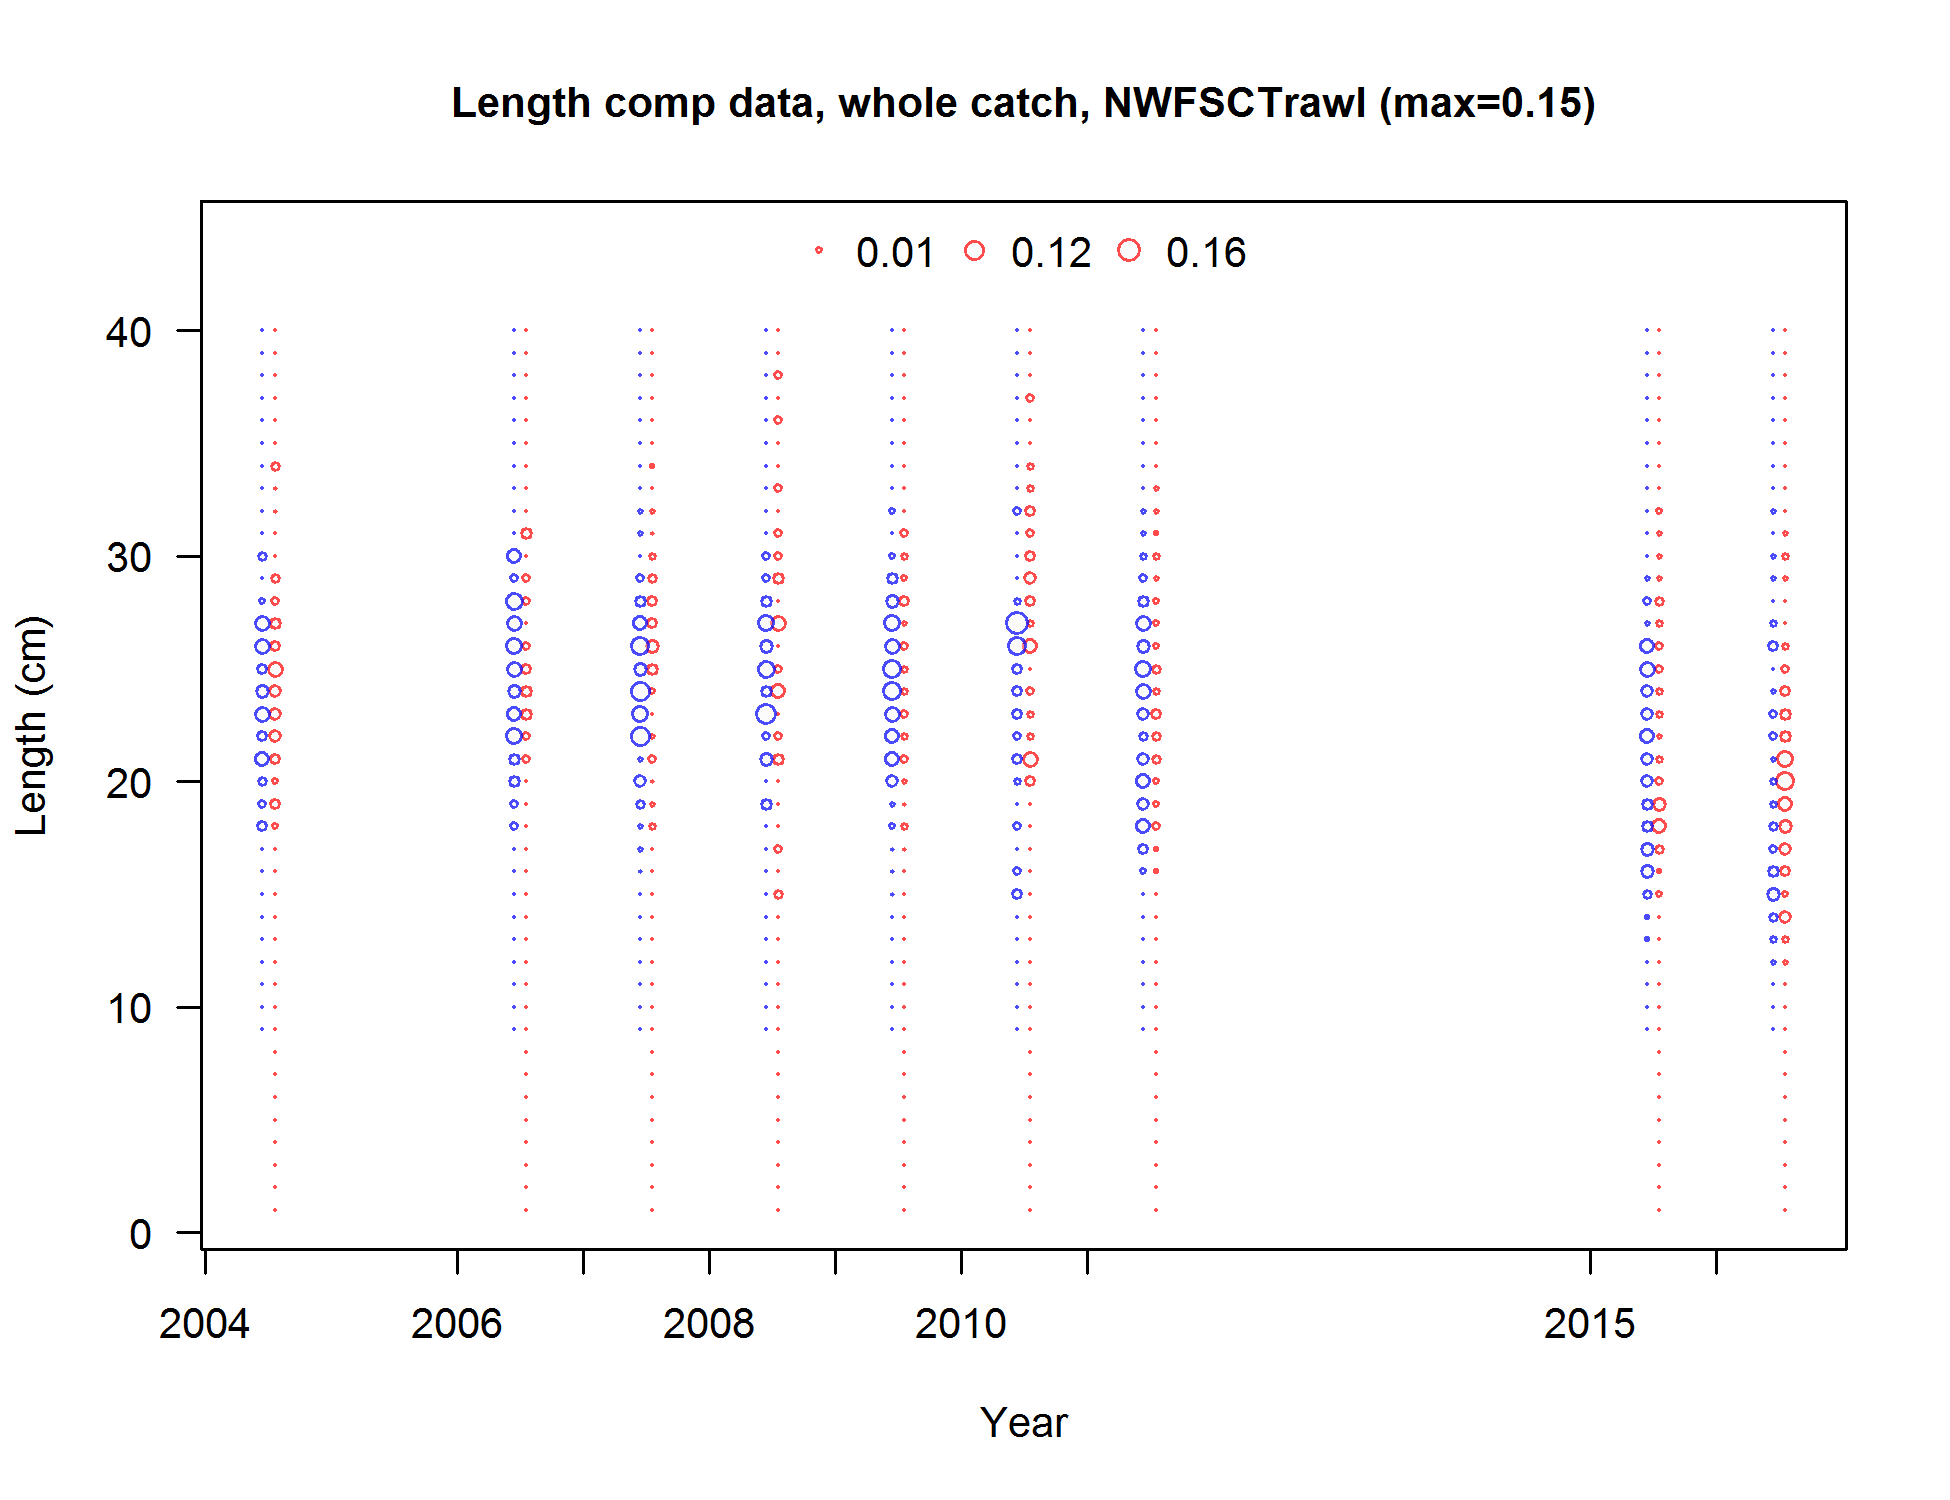 Length comp data, whole catch, NWFSCTrawl (max=0.15)
0.01 0.12 0.16
40
30
20
10
0
Length (cm)
2004 2006 2008 2010 2015
Year